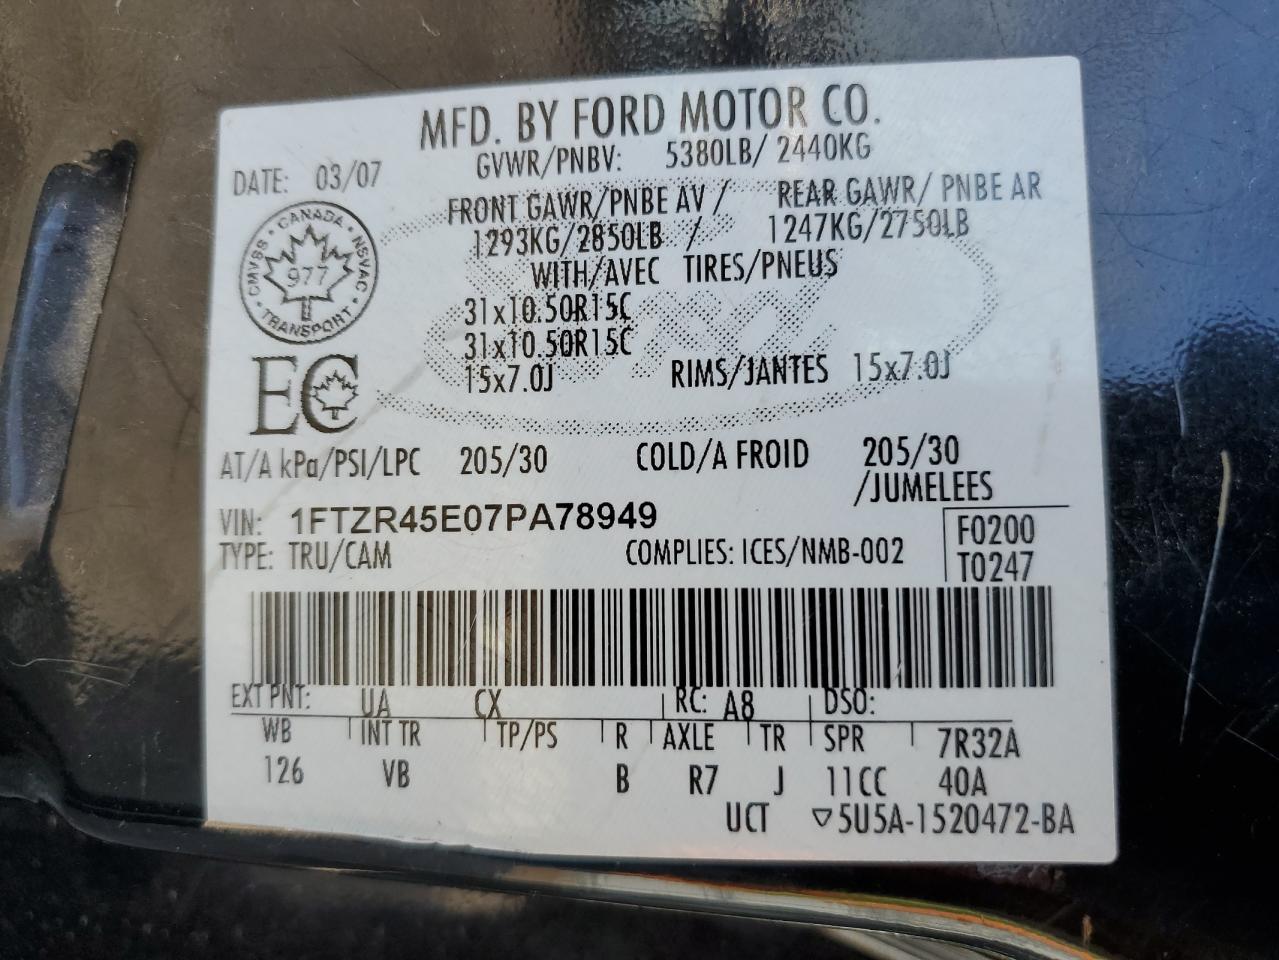 MFD. BY FORD MOTOR CO.
DATE: 03/07
GVWR/PNBV: 5380LB/ 2440KG
FRONT GAWR/PNBE AV / REAR GAWR/ PNBE AR
1293KG/2850LB / 1247KG/2750LB
WITH/AVEC TIRES/PNEUS
31x10.50R15C
31x10.50R15C
15x7.0J RIMS/JANTES 15x7.0J
CANADA
CMVSS NSVAC
977
TRANSPORT
EC
AT/A kPa/PSI/LPC 205/30 COLD/A FROID 205/30
/JUMELEES
VIN: 1FTZR45E07PA78949
TYPE: TRU/CAM COMPLIES: ICES/NMB-002
F0200
T0247
EXT PNT: UA CX RC: A8 DSO:
WB INT TR TP/PS R AXLE TR SPR 7R32A
126 VB B R7 J 11CC 40A
UCT ▽5U5A-1520472-BA